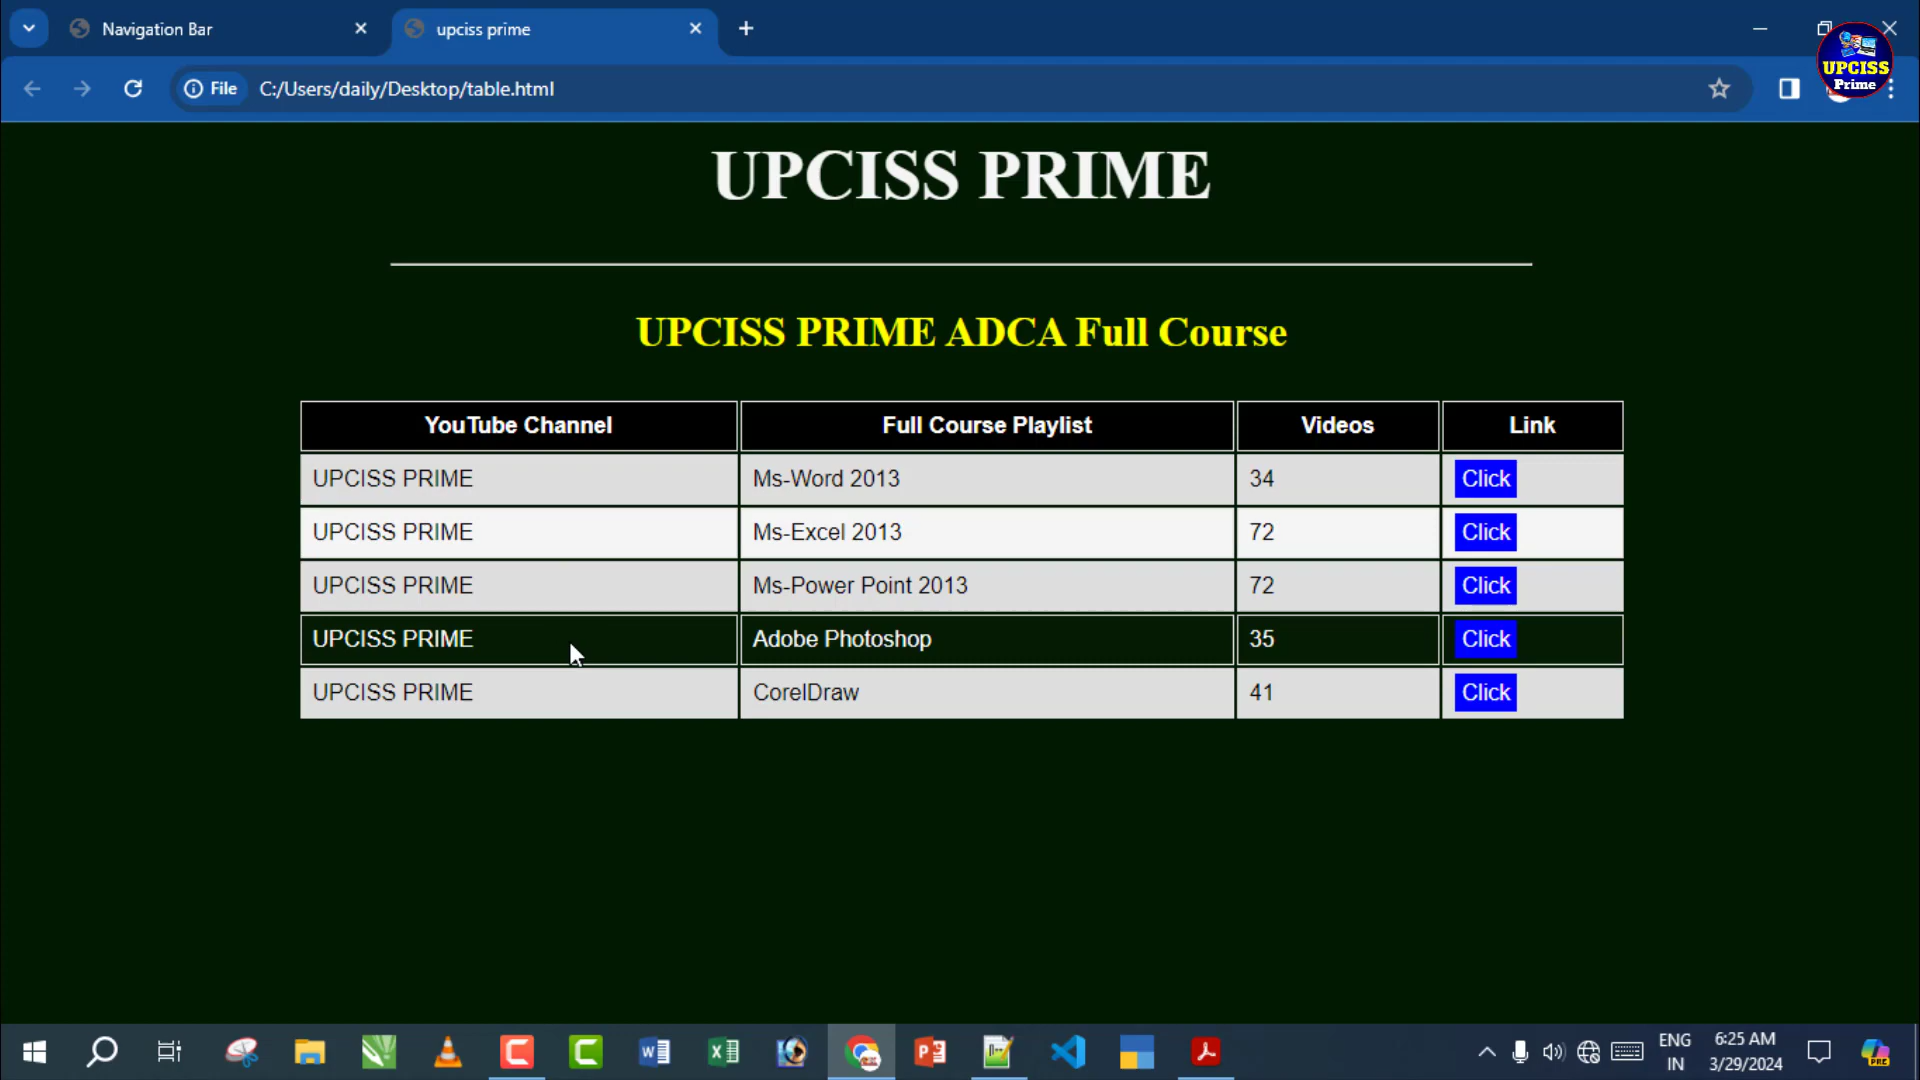 Navigation Bar
upciss prime
File
C:/Users/daily/Desktop/table.html
UPCISS
Prime
UPCISS PRIME
UPCISS PRIME ADCA Full Course
YouTube Channel Full Course Playlist Videos Link
UPCISS PRIME Ms-Word 2013 34 Click
UPCISS PRIME Ms-Excel 2013 72 Click
UPCISS PRIME Ms-Power Point 2013 72 Click
UPCISS PRIME Adobe Photoshop 35 Click
UPCISS PRIME CorelDraw 41 Click
ENG
IN
6:25 AM
3/29/2024
PRE